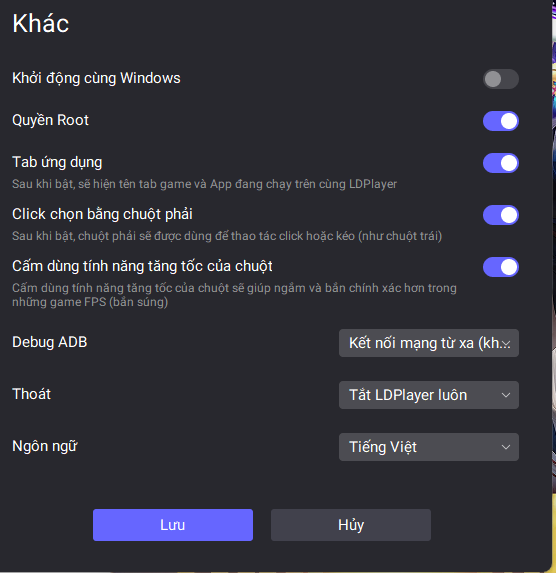 Khác
Khởi động cùng Windows
Quyền Root
Tab ứng dụng
Sau khi bật, sẽ hiện tên tab game và App đang chạy trên cùng LDPlayer
Click chọn bằng chuột phải
Sau khi bật, chuột phải sẽ được dùng để thao tác click hoặc kéo (như chuột trái)
Cấm dùng tính năng tăng tốc của chuột
Cấm dùng tính năng tăng tốc của chuột sẽ giúp ngắm và bắn chính xác hơn trong
những game FPS (bắn súng)
Debug ADB
Kết nối mạng từ xa (kh...
Thoát
Tắt LDPlayer luôn
Ngôn ngữ
Tiếng Việt
Lưu
Hủy